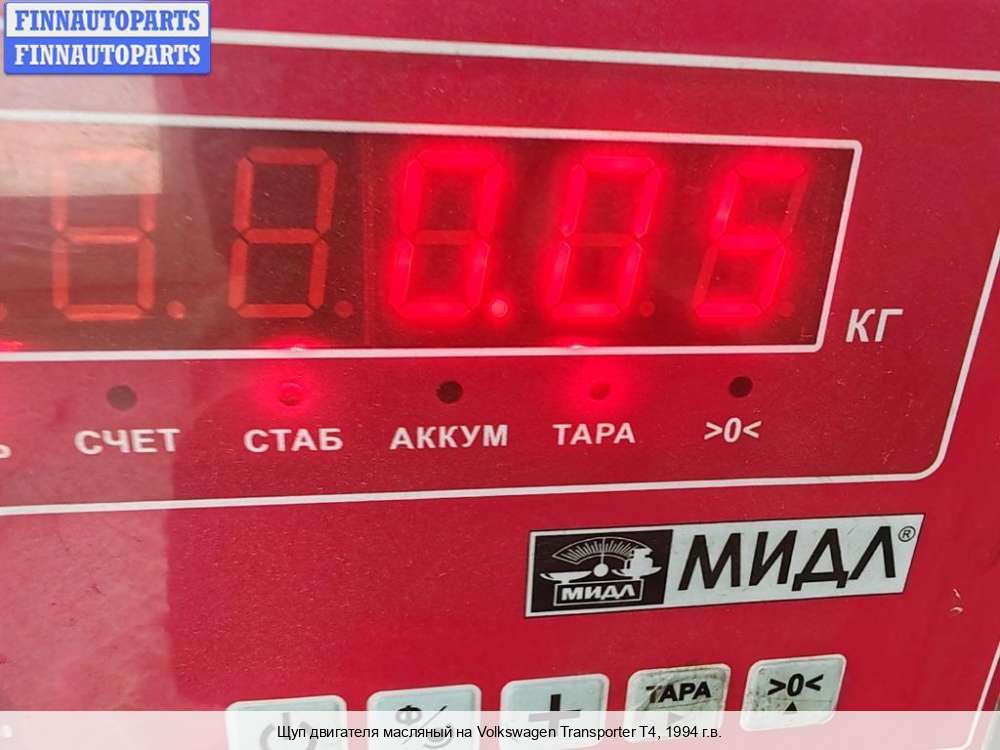 FINNAUTOPARTS
FINNAUTOPARTS
0.05
КГ
СЧЕТ СТАБ АККУМ ТАРА >0<
МИДЛ МИДЛ®
Ф/ + ТАРА >0<
Щуп двигателя масляный на Volkswagen Transporter T4, 1994 г.в.